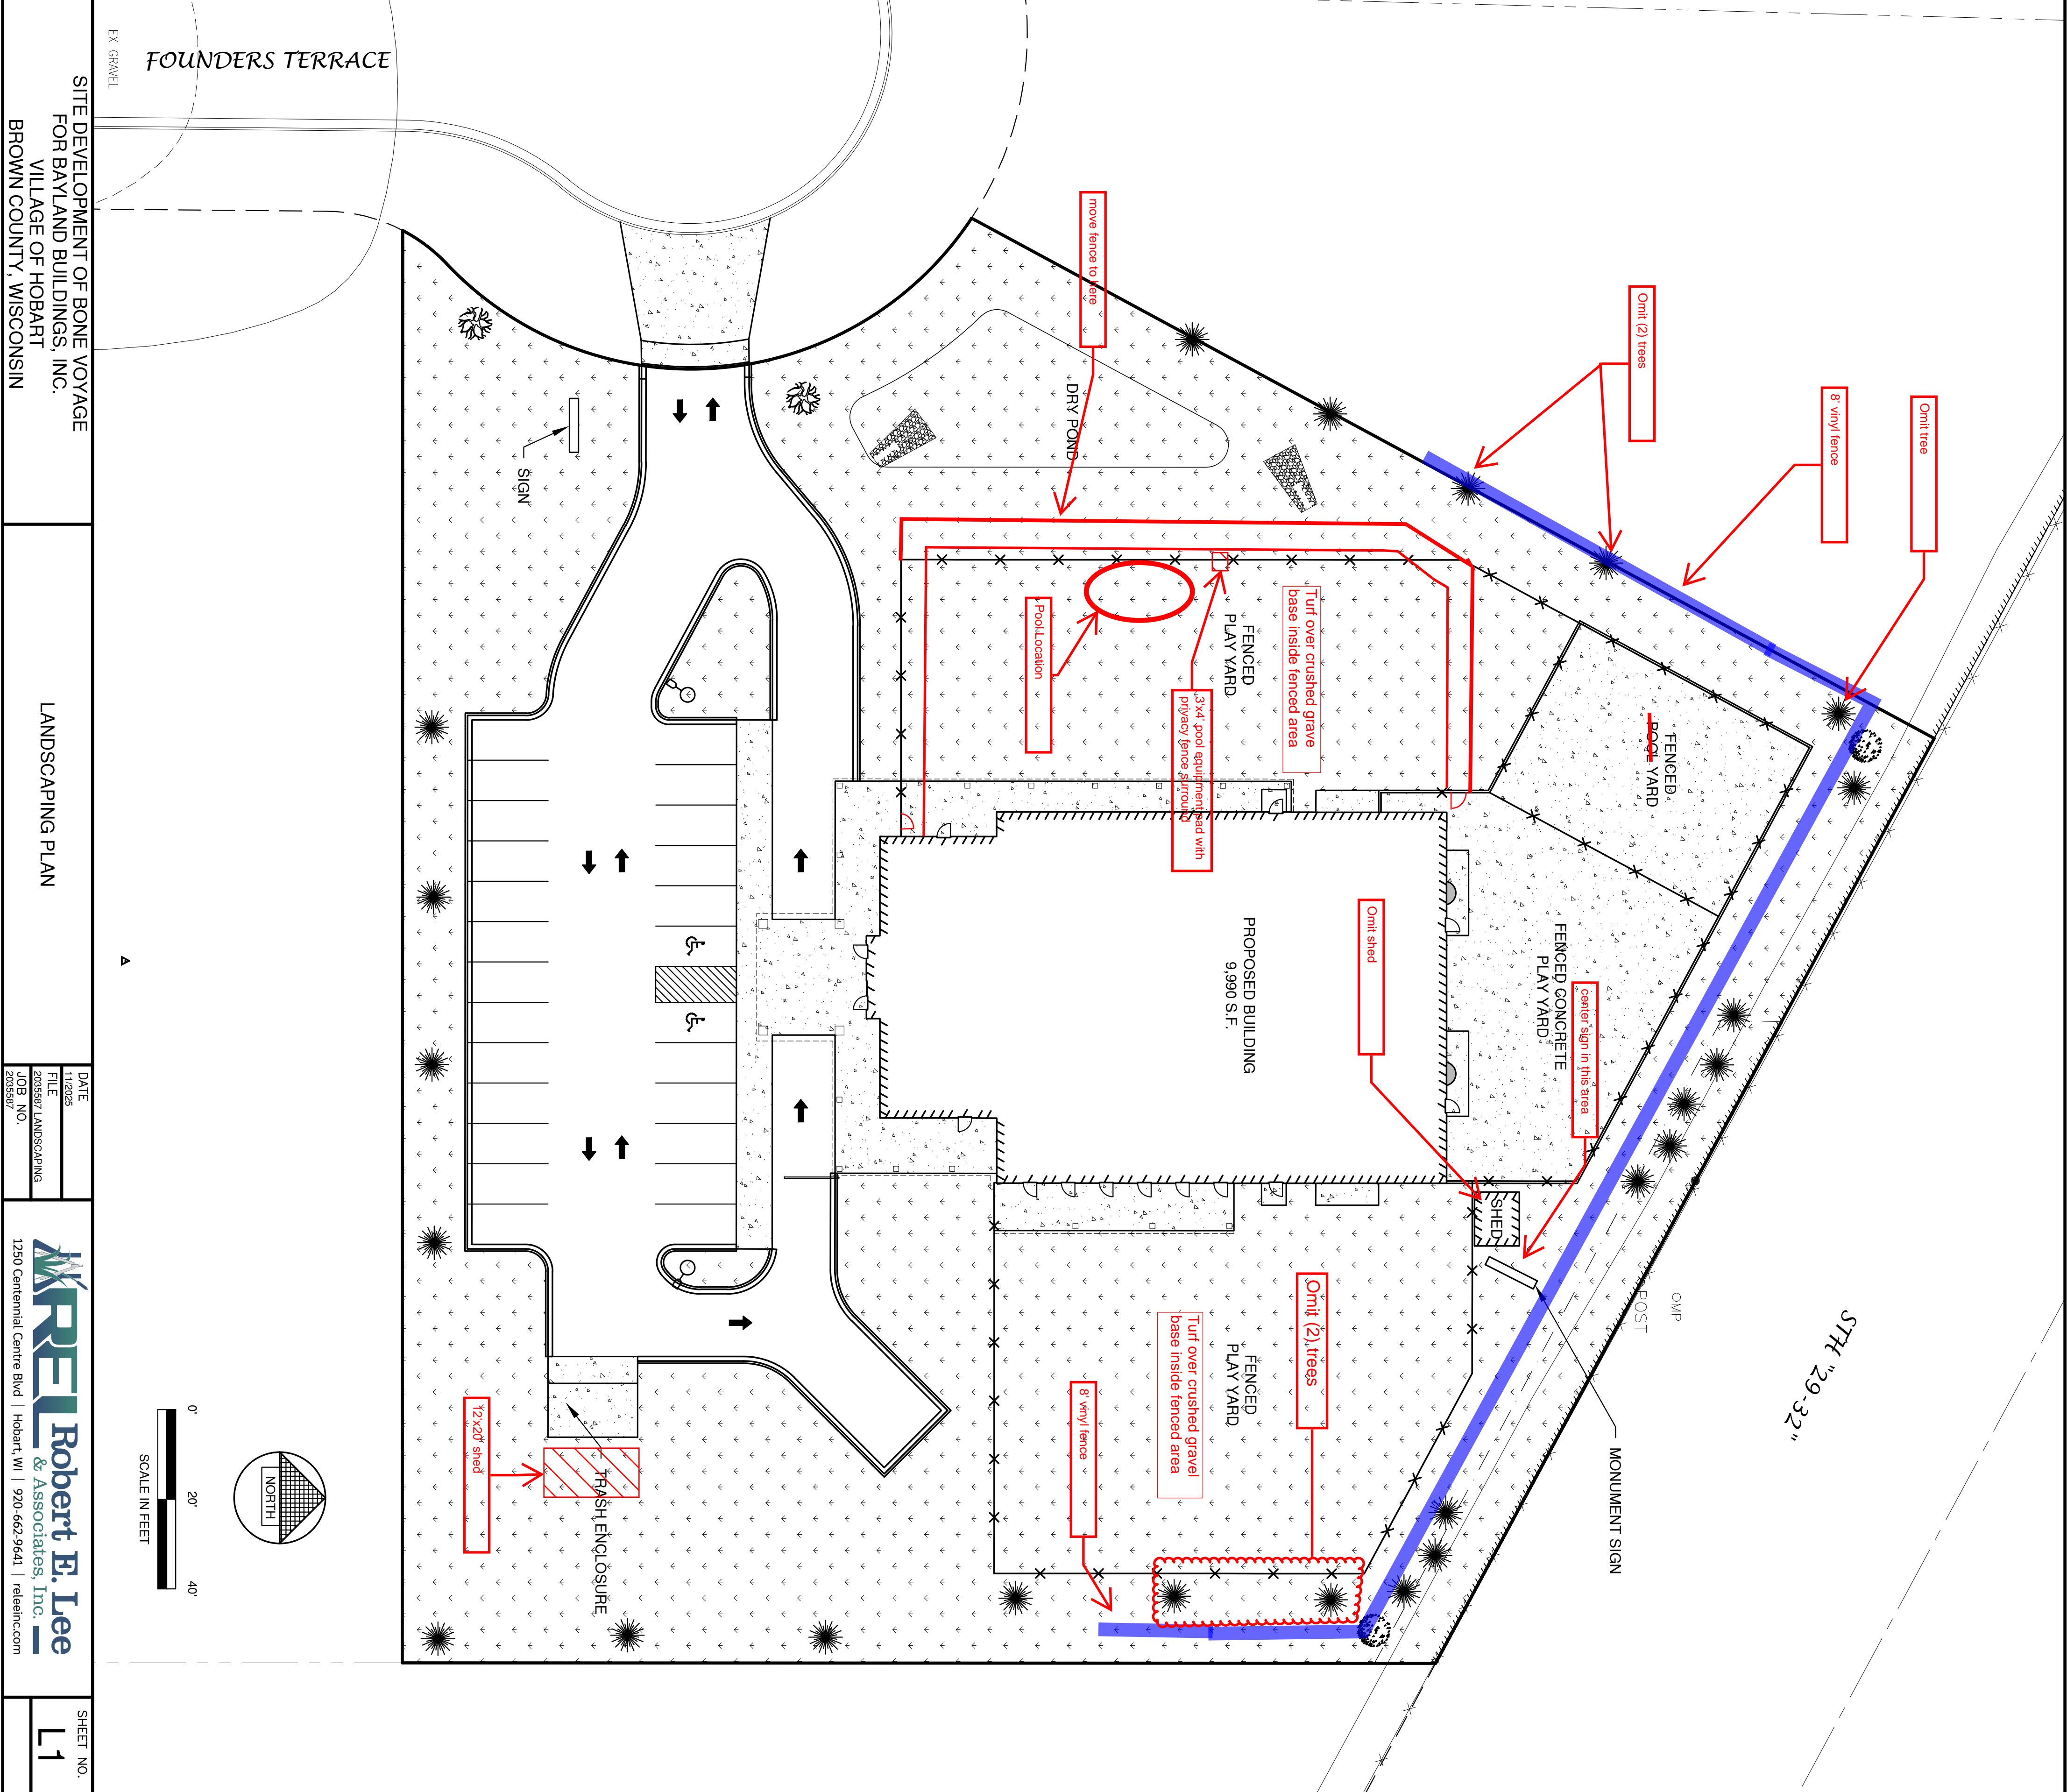 FOUNDERS TERRACE
EX GRAVEL
move fence to here
Omit (2) trees
8' vinyl fence
Omit tree
DRY POND
SIGN
Pool Location
3'x4' pool equipment pad with
privacy fence surround
FENCED
PLAY YARD
Turf over crushed grave
base inside fenced area
FENCED
POOL YARD
PROPOSED BUILDING
9,990 S.F.
Omit shed
FENCED CONCRETE
PLAY YARD
center sign in this area
SHED
OMP
POST
STH "29-32"
MONUMENT SIGN
Omit (2) trees
FENCED
PLAY YARD
Turf over crushed gravel
base inside fenced area
8' vinyl fence
12'x20' shed
TRASH ENCLOSURE
NORTH
0' 20' 40'
SCALE IN FEET
SITE DEVELOPMENT OF BONE VOYAGE
FOR BAYLAND BUILDINGS, INC.
VILLAGE OF HOBART
BROWN COUNTY, WISCONSIN
LANDSCAPING PLAN
DATE
11/2025
FILE
2035587 LANDSCAPING
JOB NO.
2035587
REL Robert E. Lee
& Associates, Inc.
1250 Centennial Centre Blvd | Hobart, WI | 920-662-9641 | releeinc.com
SHEET NO.
L1